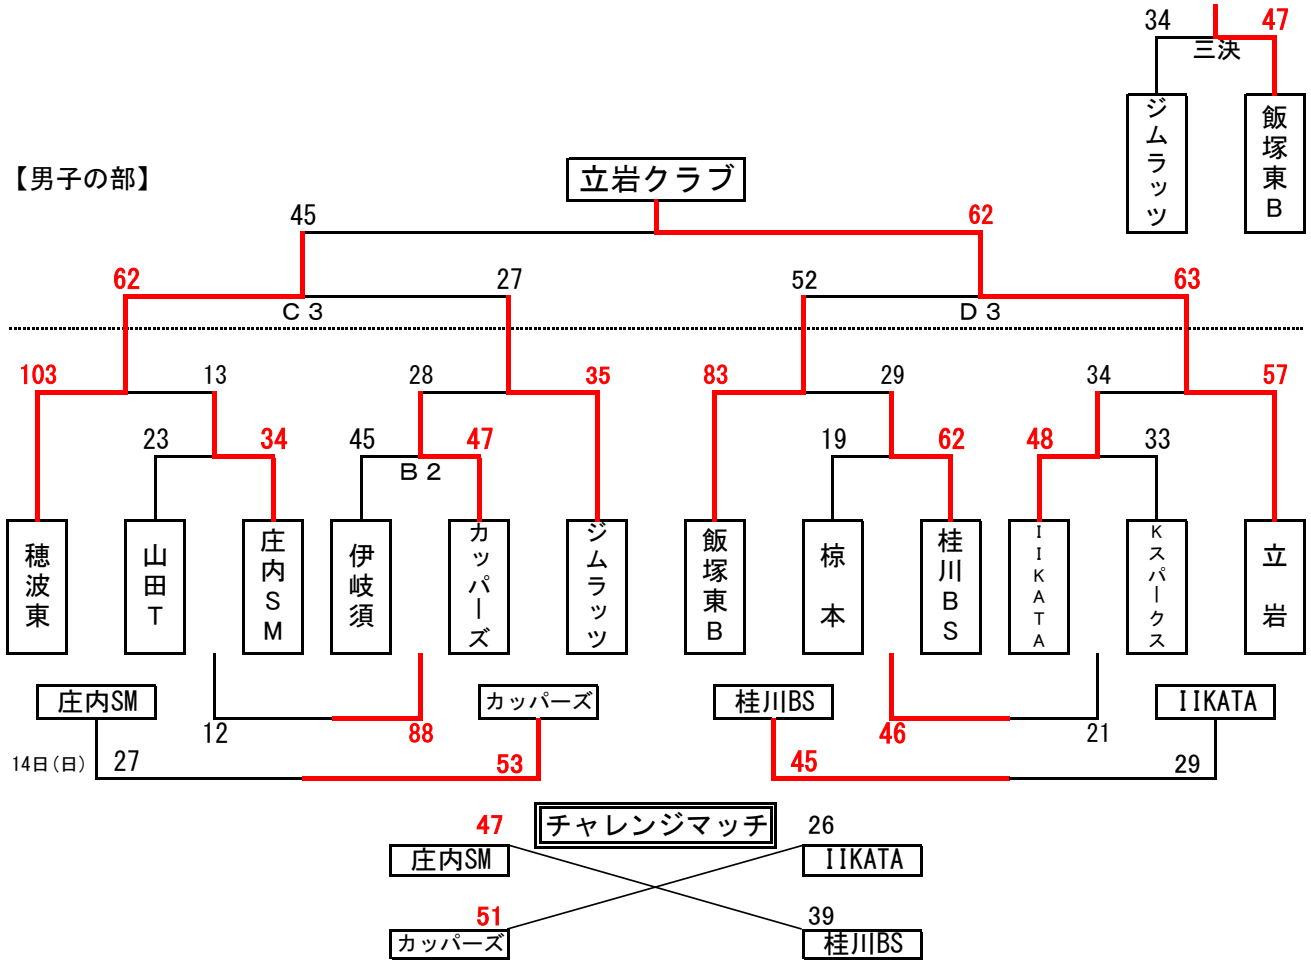 34 47
三決
ジムラッツ
飯塚東B
【男子の部】
立岩クラブ
45 62
62 27 52 63
C3 D3
103 13 28 35 83 29 34 57
23 34 45 47 19 62 48 33
B2
穂波東
山田T
庄内SM
伊岐須
カッパーズ
ジムラッツ
飯塚東B
椋本
桂川BS
IIKATA
Kスパークス
立岩
庄内SM カッパーズ 桂川BS IIKATA
12 88 46 21
14日(日) 27 53 45 29
チャレンジマッチ
47 26
庄内SM IIKATA
51 39
カッパーズ 桂川BS